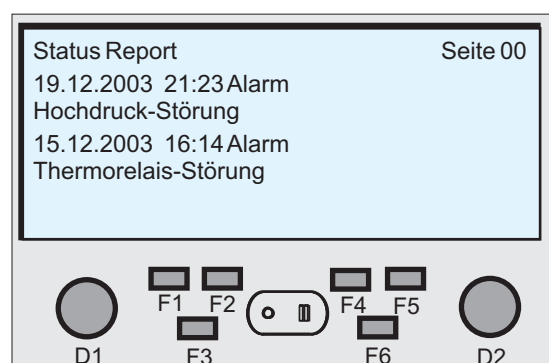 Status Report Seite 00
19.12.2003 21:23 Alarm
Hochdruck-Störung
15.12.2003 16:14 Alarm
Thermorelais-Störung
F1 F2 F4 F5
D1 F3 F6 D2